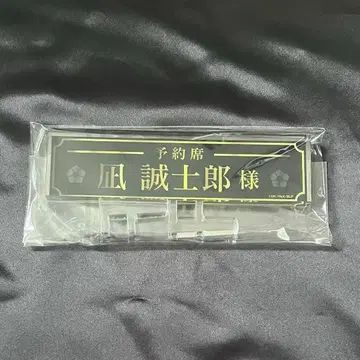 予約席
凪 誠士郎 様